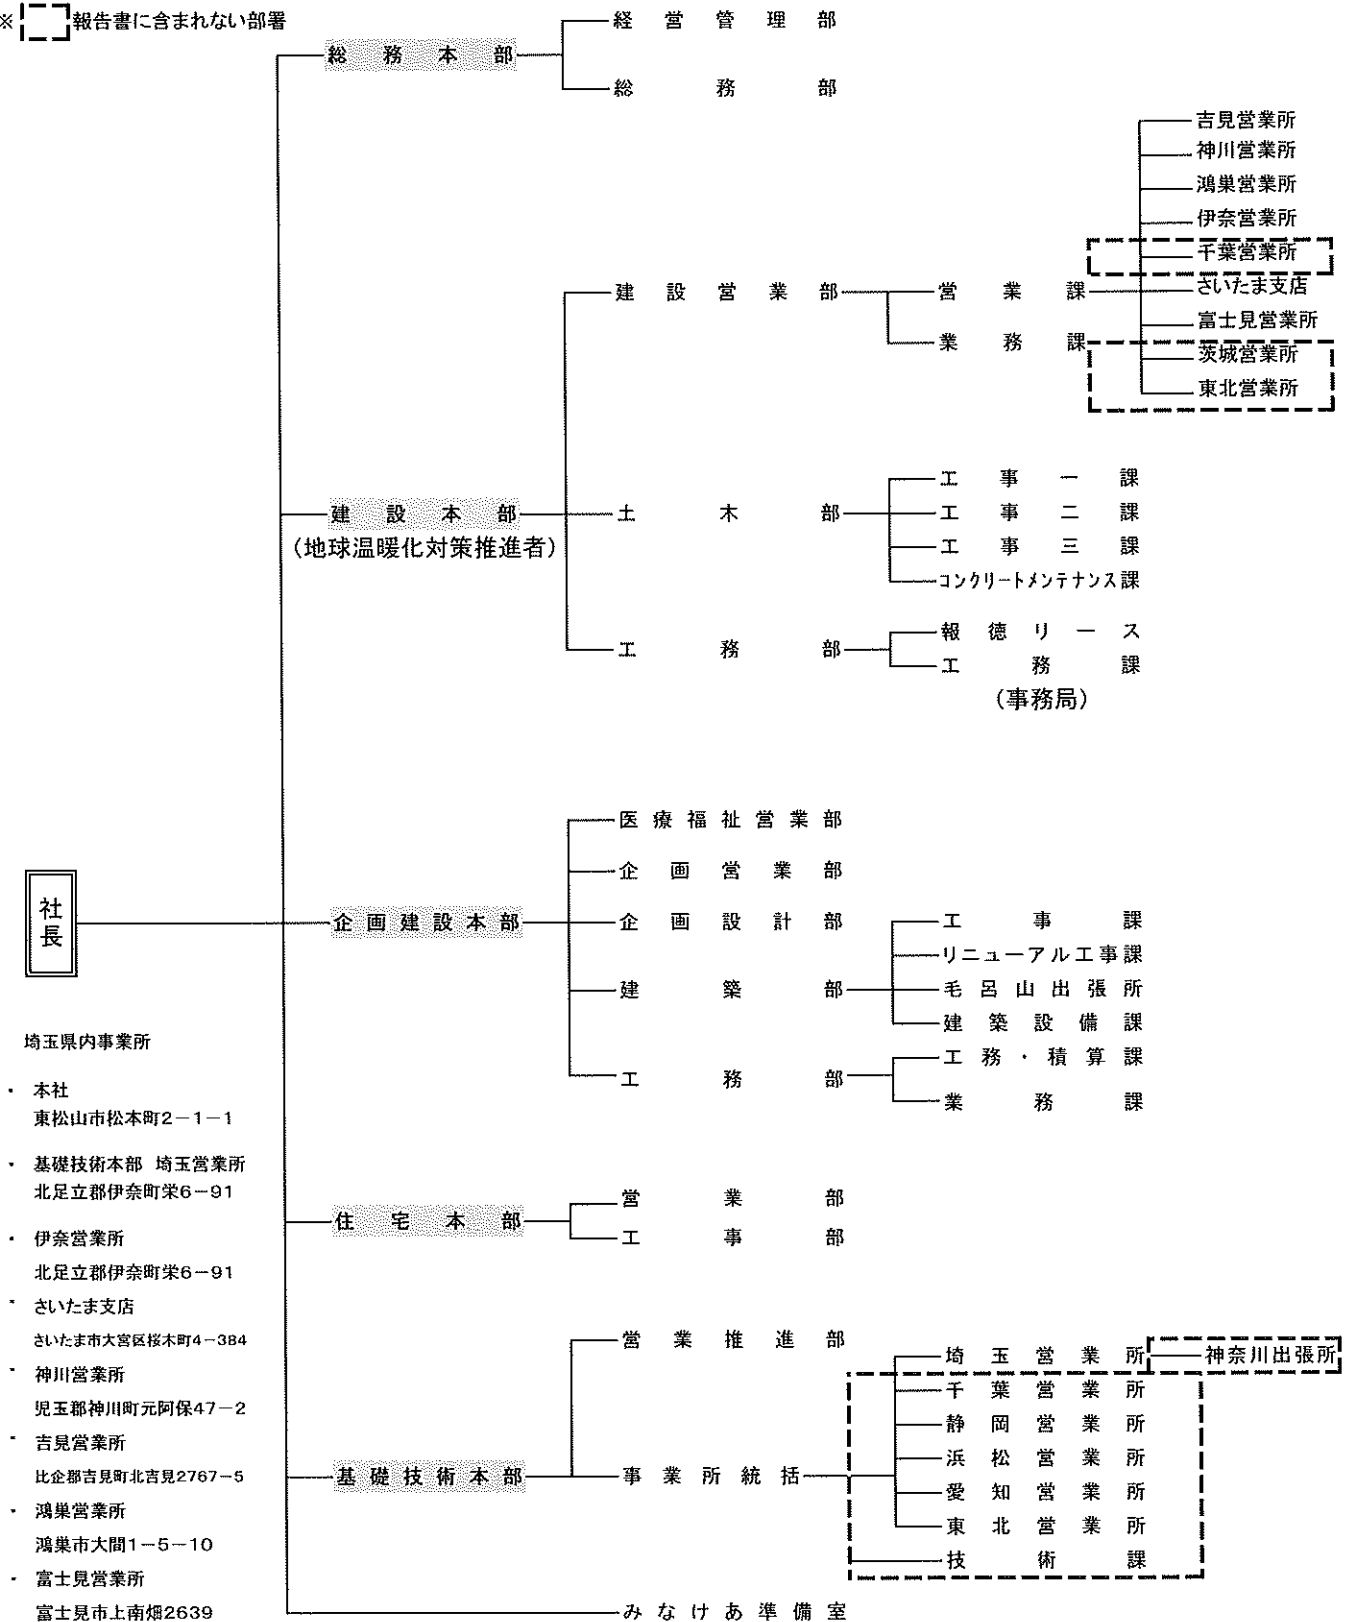 ※ 報告書に含まれない部署
総務本部
経営管理部
総務部
建設本部
(地球温暖化対策推進者)
建設営業部
営業課
吉見営業所
神川営業所
鴻巣営業所
伊奈営業所
千葉営業所
さいたま支店
富士見営業所
茨城営業所
東北営業所
業務課
土木部
工事一課
工事二課
工事三課
コンクリートメンテナンス課
工務部
報徳リース
工務課
(事務局)
社長
企画建設本部
医療福祉営業部
企画営業部
企画設計部
建築部
工事課
リニューアル工事課
毛呂山出張所
建築設備課
工務部
工務・積算課
業務課
住宅本部
営業部
工事部
基礎技術本部
営業推進部
事業所統括
埼玉営業所
神奈川出張所
千葉営業所
静岡営業所
浜松営業所
愛知営業所
東北営業所
技術課
みなけあ準備室
埼玉県内事業所
・ 本社
東松山市松本町2-1-1
・ 基礎技術本部 埼玉営業所
北足立郡伊奈町栄6-91
・ 伊奈営業所
北足立郡伊奈町栄6-91
・ さいたま支店
さいたま市大宮区桜木町4-384
・ 神川営業所
児玉郡神川町元阿保47-2
・ 吉見営業所
比企郡吉見町北吉見2767-5
・ 鴻巣営業所
鴻巣市大間1-5-10
・ 富士見営業所
富士見市上南畑2639